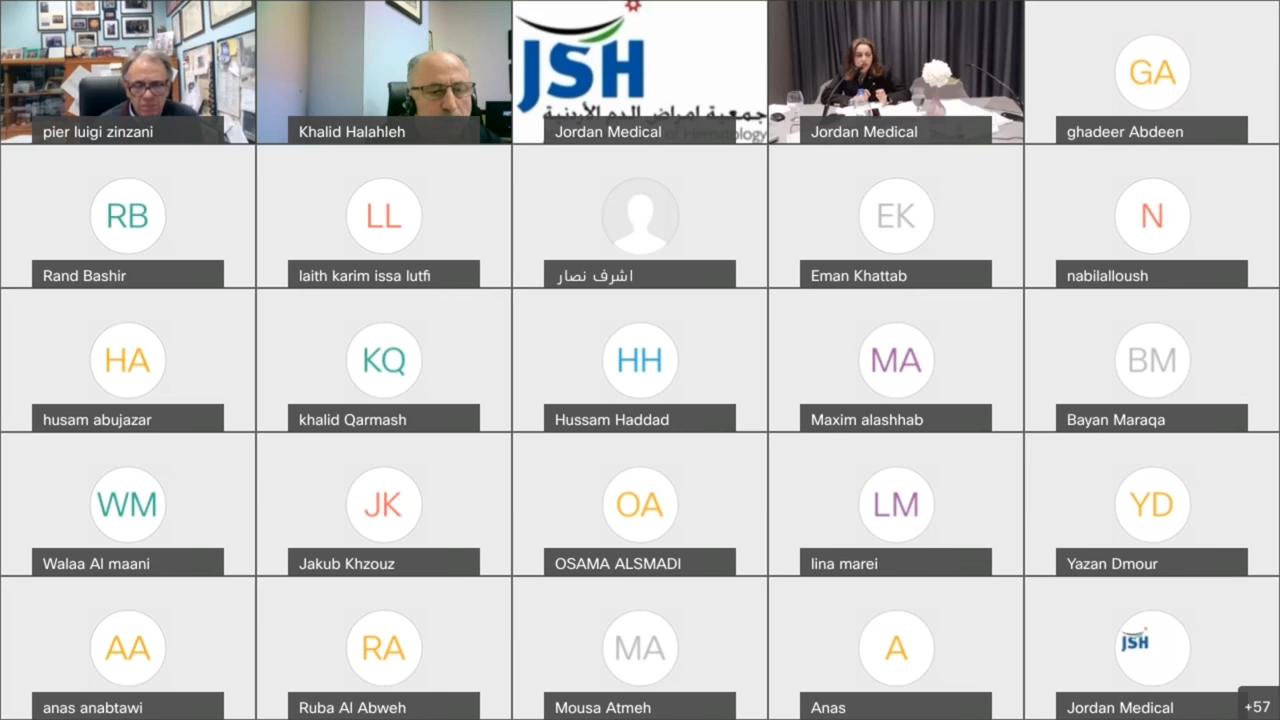 pier luigi zinzani
Khalid Halahleh
JSH
جمعية امراض الدم الأردنية
of Hematology
Jordan Medical
Jordan Medical
GA
ghadeer Abdeen
RB
Rand Bashir
LL
laith karim issa lutfi
اشرف نصار
EK
Eman Khattab
N
nabilalloush
HA
husam abujazar
KQ
khalid Qarmash
HH
Hussam Haddad
MA
Maxim alashhab
BM
Bayan Maraqa
WM
Walaa Al maani
JK
Jakub Khzouz
OA
OSAMA ALSMADI
LM
lina marei
YD
Yazan Dmour
AA
anas anabtawi
RA
Ruba Al Abweh
MA
Mousa Atmeh
A
Anas
JSH
Jordan Medical
+57